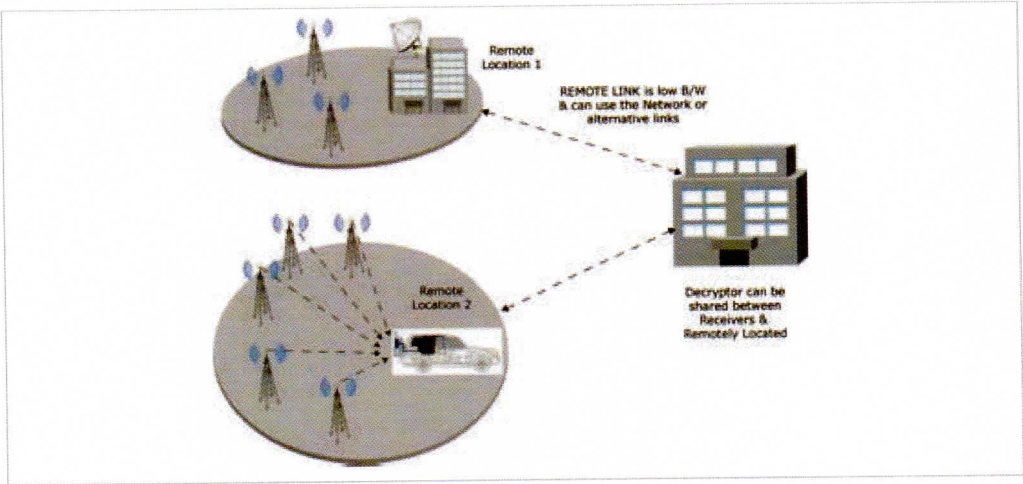 Remote
Location 1
REMOTE LINK is low B/W
& can use the Network or
alternative links
Remote
Location 2
Decryptor can be
shared between
Receivers &
Remotely Located